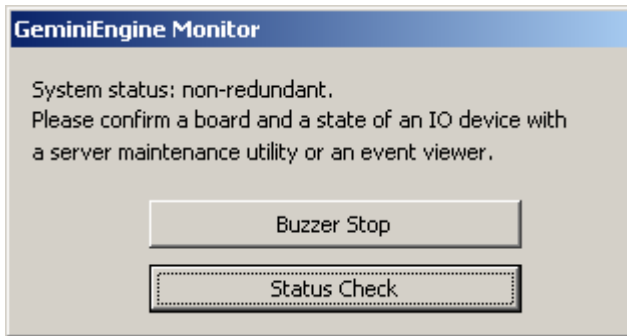 GeminiEngine Monitor
System status: non-redundant.
Please confirm a board and a state of an IO device with
a server maintenance utility or an event viewer.
Buzzer Stop
Status Check